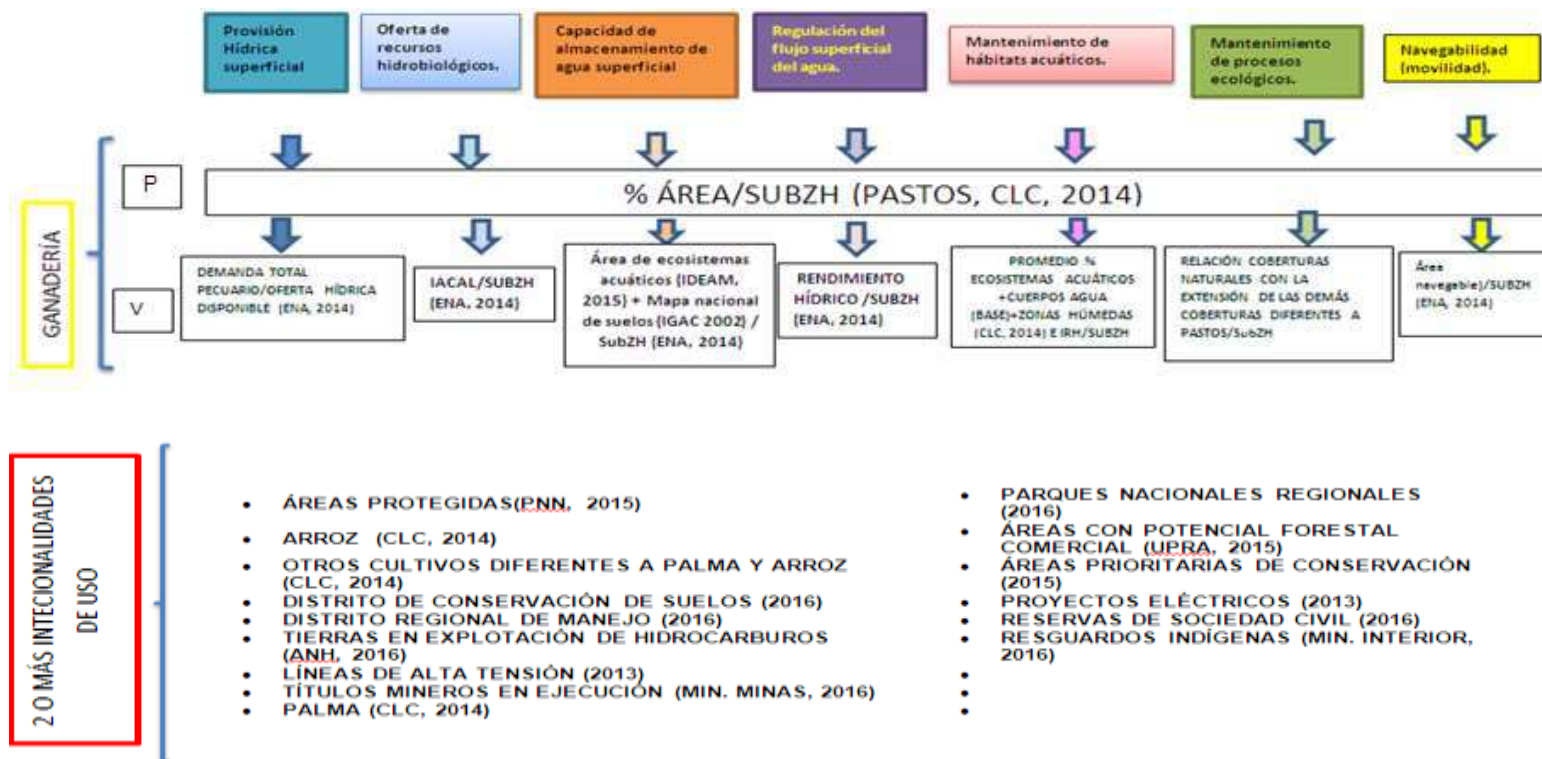 Provisión
Hídrica
superficial
Oferta de
recursos
hidrobiológicos.
Capacidad de
almacenamiento de
agua superficial
Regulación del
flujo superficial
del agua.
Mantenimiento de
hábitats acuáticos.
Mantenimiento
de procesos
ecológicos.
Navegabilidad
(movilidad).
GANADERÍA
P
% ÁREA/SUBZH (PASTOS, CLC, 2014)
V
DEMANDA TOTAL
PECUARIO/OFERTA HÍDRICA
DISPONIBLE (ENA, 2014)
IACAL/SUBZH
(ENA, 2014)
Área de ecosistemas
acuáticos (IDEAM,
2015) + Mapa nacional
de suelos (IGAC 2002) /
SubZH (ENA, 2014)
RENDIMIENTO
HÍDRICO /SUBZH
(ENA, 2014)
PROMEDIO %
ECOSISTEMAS ACUÁTICOS
+CUERPOS AGUA
(BASE)+ZONAS HÚMEDAS
(CLC, 2014) E IRH/SUBZH
RELACIÓN COBERTURAS
NATURALES CON LA
EXTENSIÓN DE LAS DEMÁS
COBERTURAS DIFERENTES A
PASTOS/SubZH
Área
navegable)/SUBZH
(ENA, 2014)
2 O MÁS INTECIONALIDADES
DE USO
• ÁREAS PROTEGIDAS(PNN, 2015)
• ARROZ (CLC, 2014)
• OTROS CULTIVOS DIFERENTES A PALMA Y ARROZ
(CLC, 2014)
• DISTRITO DE CONSERVACIÓN DE SUELOS (2016)
• DISTRITO REGIONAL DE MANEJO (2016)
• TIERRAS EN EXPLOTACIÓN DE HIDROCARBUROS
(ANH, 2016)
• LÍNEAS DE ALTA TENSIÓN (2013)
• TÍTULOS MINEROS EN EJECUCIÓN (MIN. MINAS, 2016)
• PALMA (CLC, 2014)
• PARQUES NACIONALES REGIONALES
(2016)
• ÁREAS CON POTENCIAL FORESTAL
COMERCIAL (UPRA, 2015)
• ÁREAS PRIORITARIAS DE CONSERVACIÓN
(2015)
• PROYECTOS ELÉCTRICOS (2013)
• RESERVAS DE SOCIEDAD CIVIL (2016)
• RESGUARDOS INDÍGENAS (MIN. INTERIOR,
2016)
•
•
•